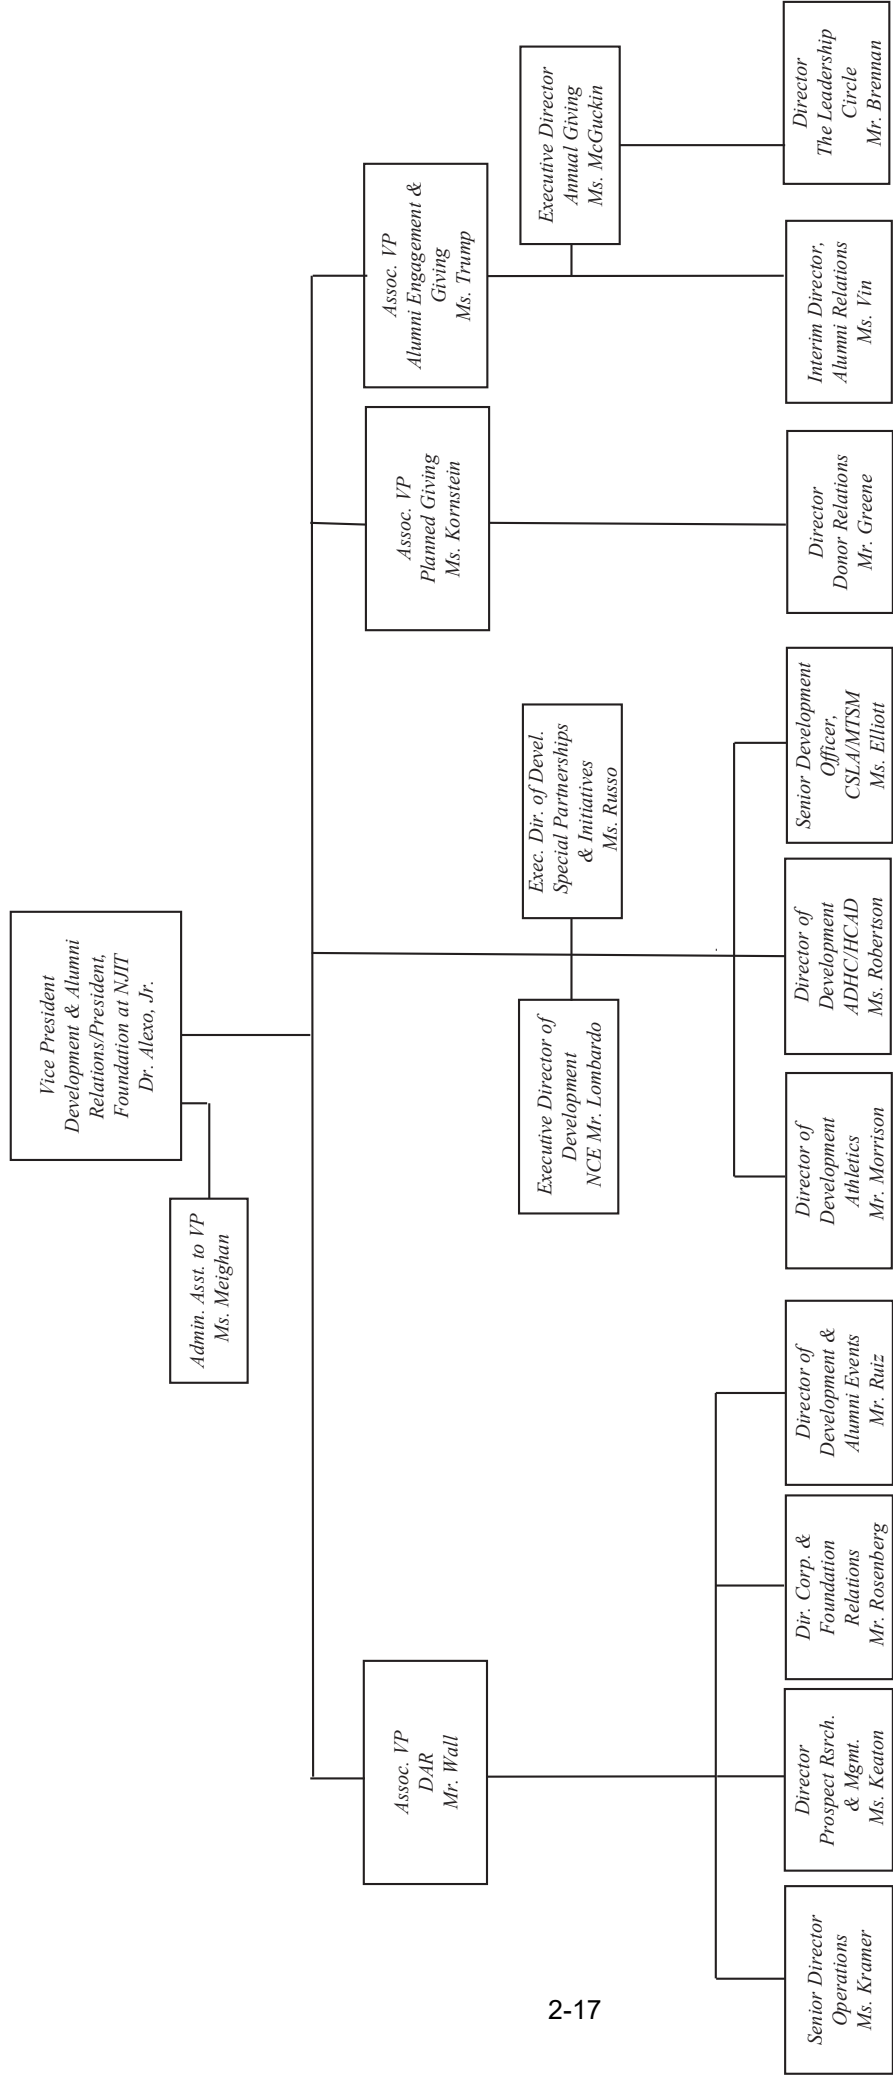 Vice President
Development & Alumni
Relations/President,
Foundation at NJIT
Dr. Alexo, Jr.
Admin. Asst. to VP
Ms. Meighan
Assoc. VP
DAR
Mr. Wall
Assoc. VP
Planned Giving
Ms. Kornstein
Assoc. VP
Alumni Engagement &
Giving
Ms. Trump
Executive Director of
Development
NCE Mr. Lombardo
Exec. Dir. of Devel.
Special Partnerships
& Initiatives
Ms. Russo
Executive Director
Annual Giving
Ms. McGuckin
Senior Director
Operations
Ms. Kramer
Director
Prospect Rsrch.
& Mgmt.
Ms. Keaton
Dir. Corp. &
Foundation
Relations
Mr. Rosenberg
Director of
Development &
Alumni Events
Mr. Ruiz
Director of
Development
Athletics
Mr. Morrison
Director of
Development
ADHC/HCAD
Ms. Robertson
Senior Development
Officer,
CSLA/MTSM
Ms. Elliott
Director
Donor Relations
Mr. Greene
Interim Director,
Alumni Relations
Ms. Vin
Director
The Leadership
Circle
Mr. Brennan
2-17